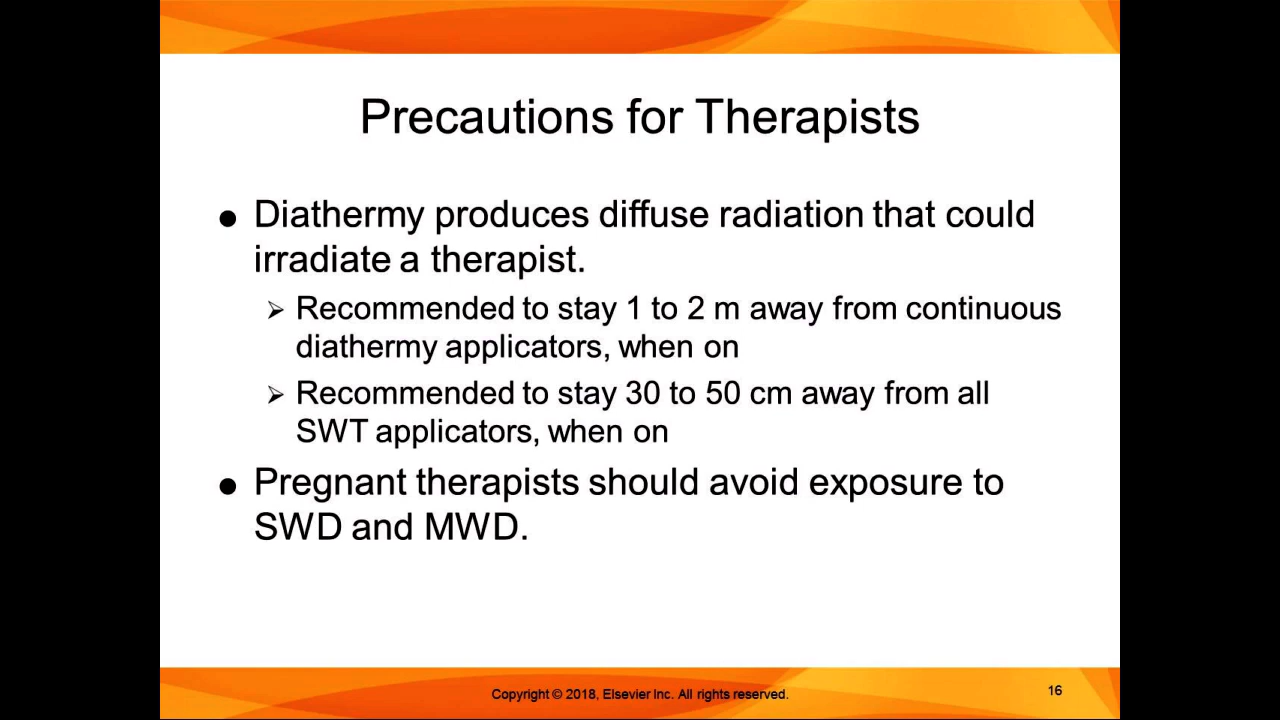 Precautions for Therapists
● Diathermy produces diffuse radiation that could
irradiate a therapist.
➢ Recommended to stay 1 to 2 m away from continuous
diathermy applicators, when on
➢ Recommended to stay 30 to 50 cm away from all
SWT applicators, when on
● Pregnant therapists should avoid exposure to
SWD and MWD.
Copyright © 2018, Elsevier Inc. All rights reserved.
16